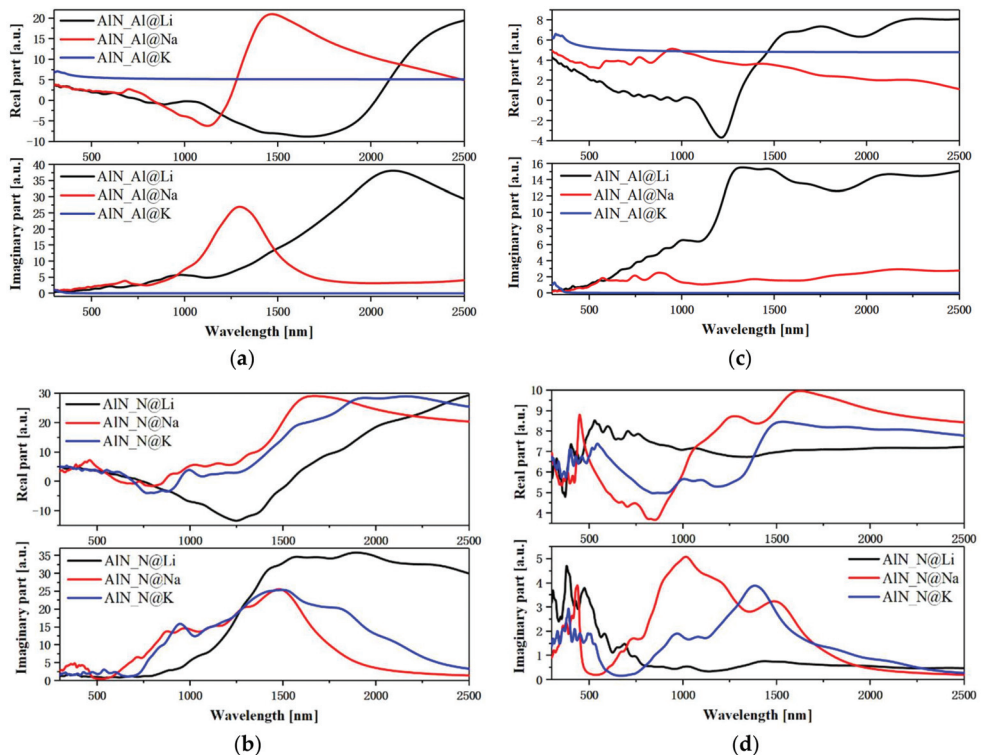 Real part [a.u.]
20
15
10
5
0
−5
−10
AlN_Al@Li
AlN_Al@Na
AlN_Al@K
500 1000 1500 2000 2500
Imaginary part [a.u.]
35
30
25
20
15
10
5
0
AlN_Al@Li
AlN_Al@Na
AlN_Al@K
500 1000 1500 2000 2500
Wavelength [nm]
(a)
Real part [a.u.]
8
6
4
2
0
−2
−4
AlN_Al@Li
AlN_Al@Na
AlN_Al@K
500 1000 1500 2000 2500
Imaginary part [a.u.]
16
14
12
10
8
6
4
2
0
AlN_Al@Li
AlN_Al@Na
AlN_Al@K
500 1000 1500 2000 2500
Wavelength [nm]
(c)
Real part [a.u.]
30
20
10
0
−10
AlN_N@Li
AlN_N@Na
AlN_N@K
500 1000 1500 2000 2500
Imaginary part [a.u.]
35
30
25
20
15
10
5
0
AlN_N@Li
AlN_N@Na
AlN_N@K
500 1000 1500 2000 2500
Wavelength [nm]
(b)
Real part [a.u.]
10
9
8
7
6
5
4
AlN_N@Li
AlN_N@Na
AlN_N@K
500 1000 1500 2000 2500
Imaginary part [a.u.]
5
4
3
2
1
0
AlN_N@Li
AlN_N@Na
AlN_N@K
500 1000 1500 2000 2500
Wavelength [nm]
(d)